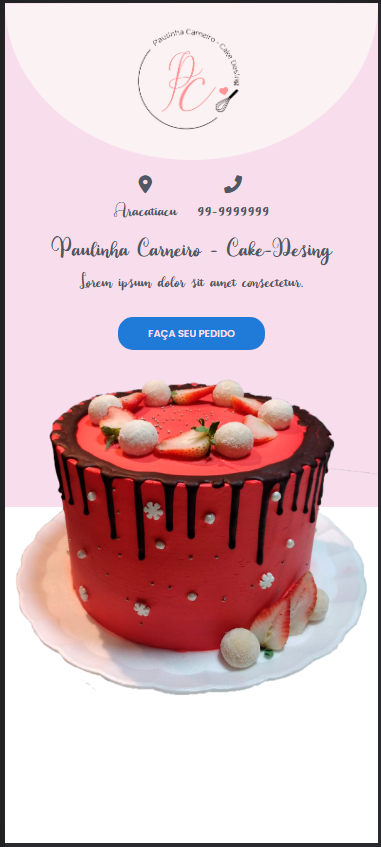 Paulinha Carneiro - Cake Desing
PC
Aracatiaçu 99-9999999
Paulinha Carneiro - Cake-Desing
Lorem ipsum dolor sit amet consectetur.
FAÇA SEU PEDIDO